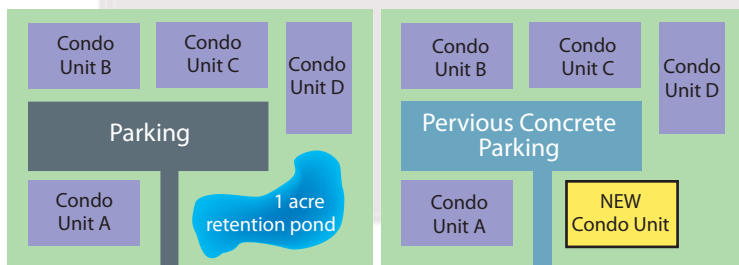 Condo
Unit B
Condo
Unit C
Condo
Unit D
Parking
Condo
Unit A
1 acre
retention pond
Condo
Unit B
Condo
Unit C
Condo
Unit D
Pervious Concrete
Parking
Condo
Unit A
NEW
Condo Unit